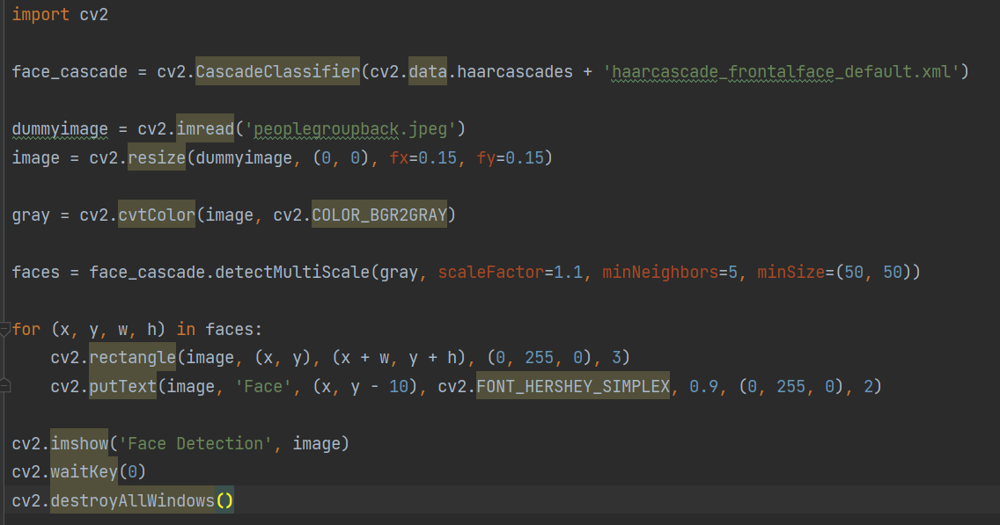 import cv2
face_cascade = cv2.CascadeClassifier(cv2.data.haarcascades + 'haarcascade_frontalface_default.xml')
dummyimage = cv2.imread('peoplegroupback.jpeg')
image = cv2.resize(dummyimage, (0, 0), fx=0.15, fy=0.15)
gray = cv2.cvtColor(image, cv2.COLOR_BGR2GRAY)
faces = face_cascade.detectMultiScale(gray, scaleFactor=1.1, minNeighbors=5, minSize=(50, 50))
for (x, y, w, h) in faces:
    cv2.rectangle(image, (x, y), (x + w, y + h), (0, 255, 0), 3)
    cv2.putText(image, 'Face', (x, y - 10), cv2.FONT_HERSHEY_SIMPLEX, 0.9, (0, 255, 0), 2)
cv2.imshow('Face Detection', image)
cv2.waitKey(0)
cv2.destroyAllWindows()